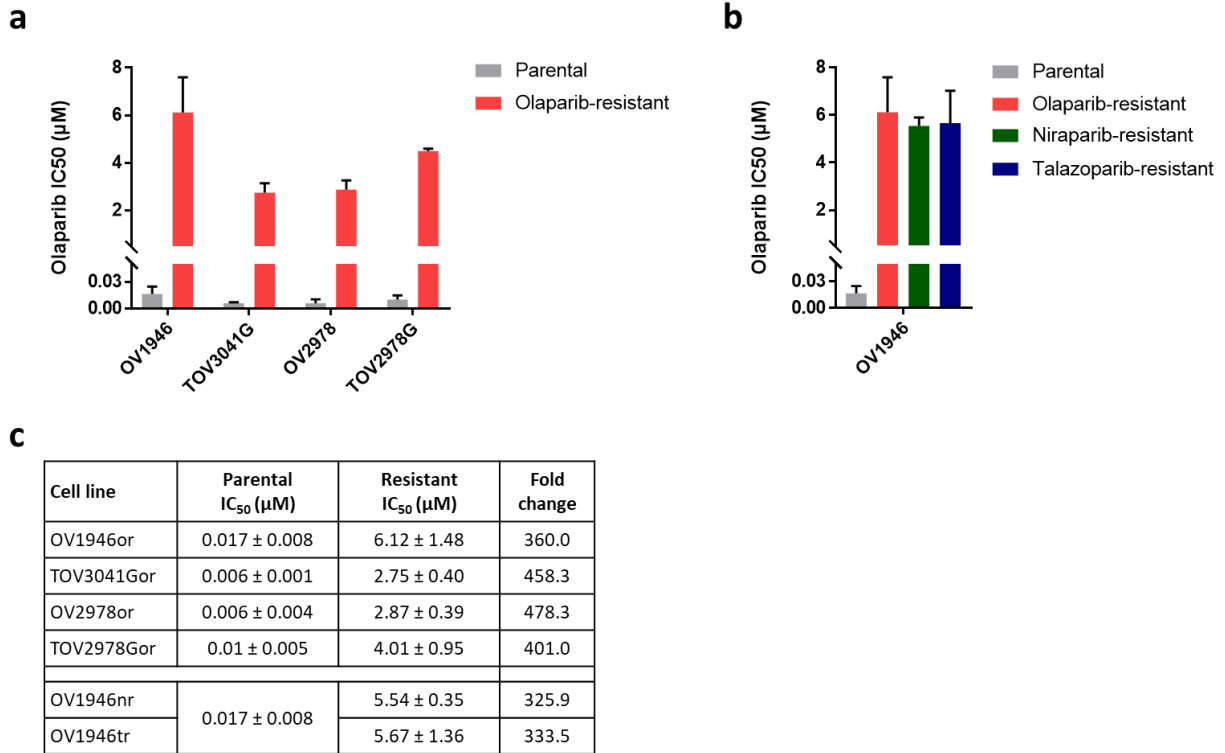 a
Olaparib IC50 (µM)
8
6
4
2
0.03
0.00
OV1946
TOV3041G
OV2978
TOV2978G
Parental
Olaparib-resistant
b
Olaparib IC50 (µM)
8
6
4
2
0.03
0.00
OV1946
Parental
Olaparib-resistant
Niraparib-resistant
Talazoparib-resistant
c
Cell line Parental IC50 (µM) Resistant IC50 (µM) Fold change
OV1946or 0.017 ± 0.008 6.12 ± 1.48 360.0
TOV3041Gor 0.006 ± 0.001 2.75 ± 0.40 458.3
OV2978or 0.006 ± 0.004 2.87 ± 0.39 478.3
TOV2978Gor 0.01 ± 0.005 4.01 ± 0.95 401.0
OV1946nr 0.017 ± 0.008 5.54 ± 0.35 325.9
OV1946tr 5.67 ± 1.36 333.5